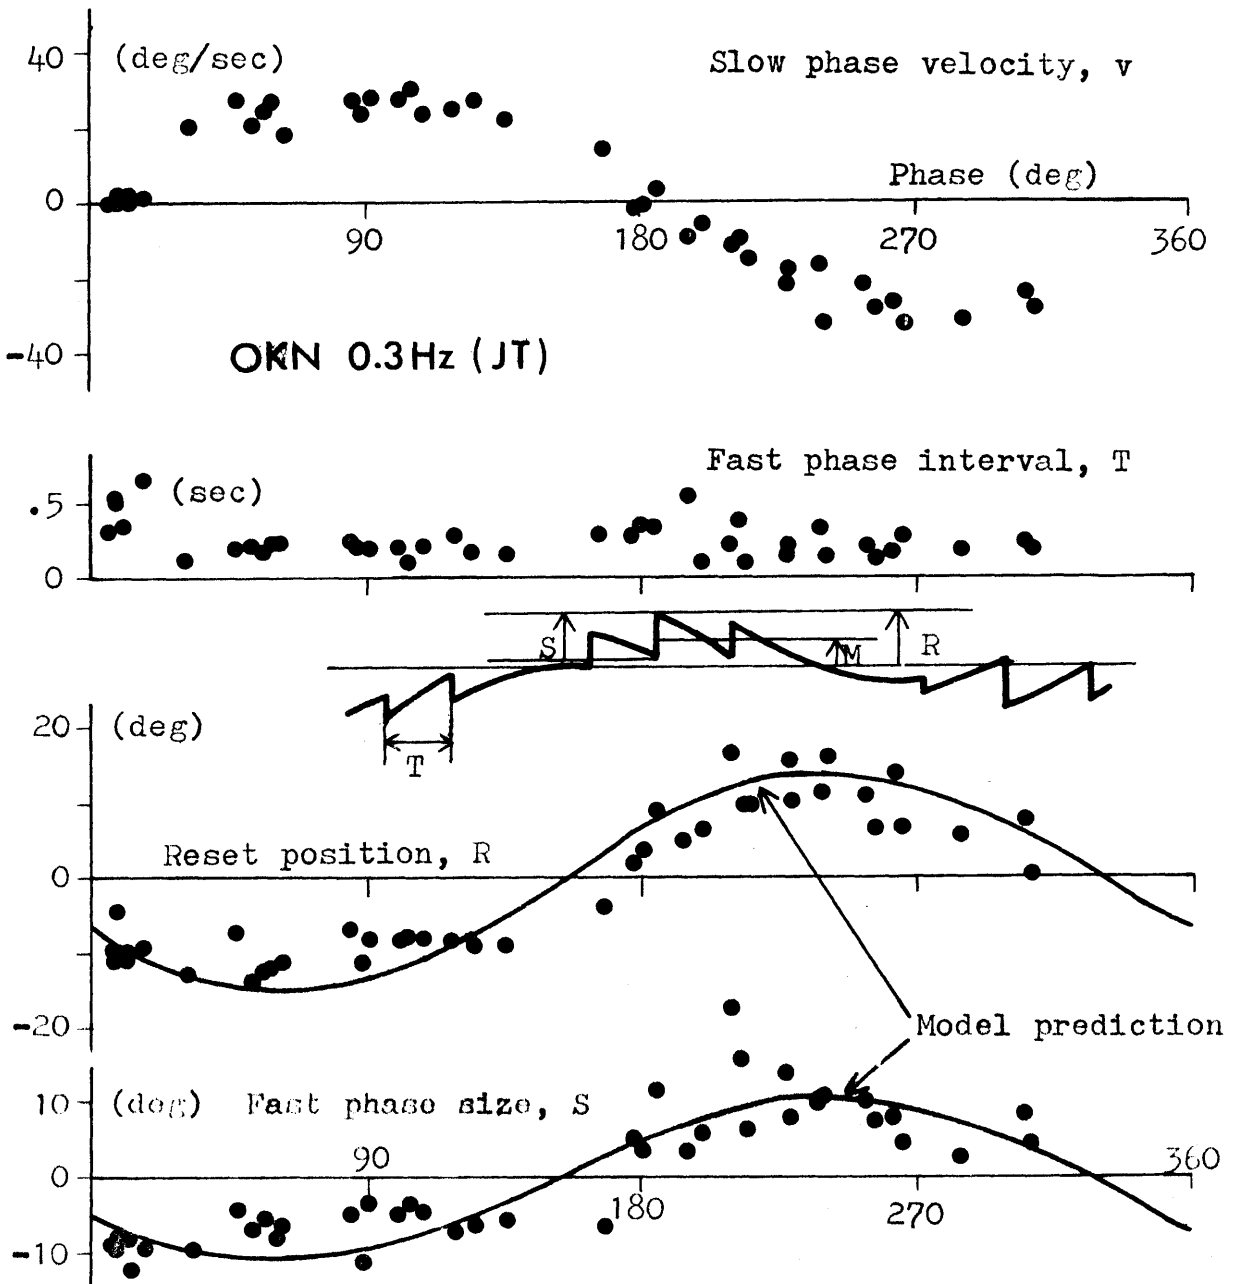 40
(deg/sec)
Slow phase velocity, v
Phase (deg)
0
90
180
270
360
-40
OKN 0.3Hz (JT)
Fast phase interval, T
(sec)
.5
0
S
M
R
T
20
(deg)
Reset position, R
0
-20
Model prediction
10
(deg) Fast phase size, S
90
360
0
180
270
-10